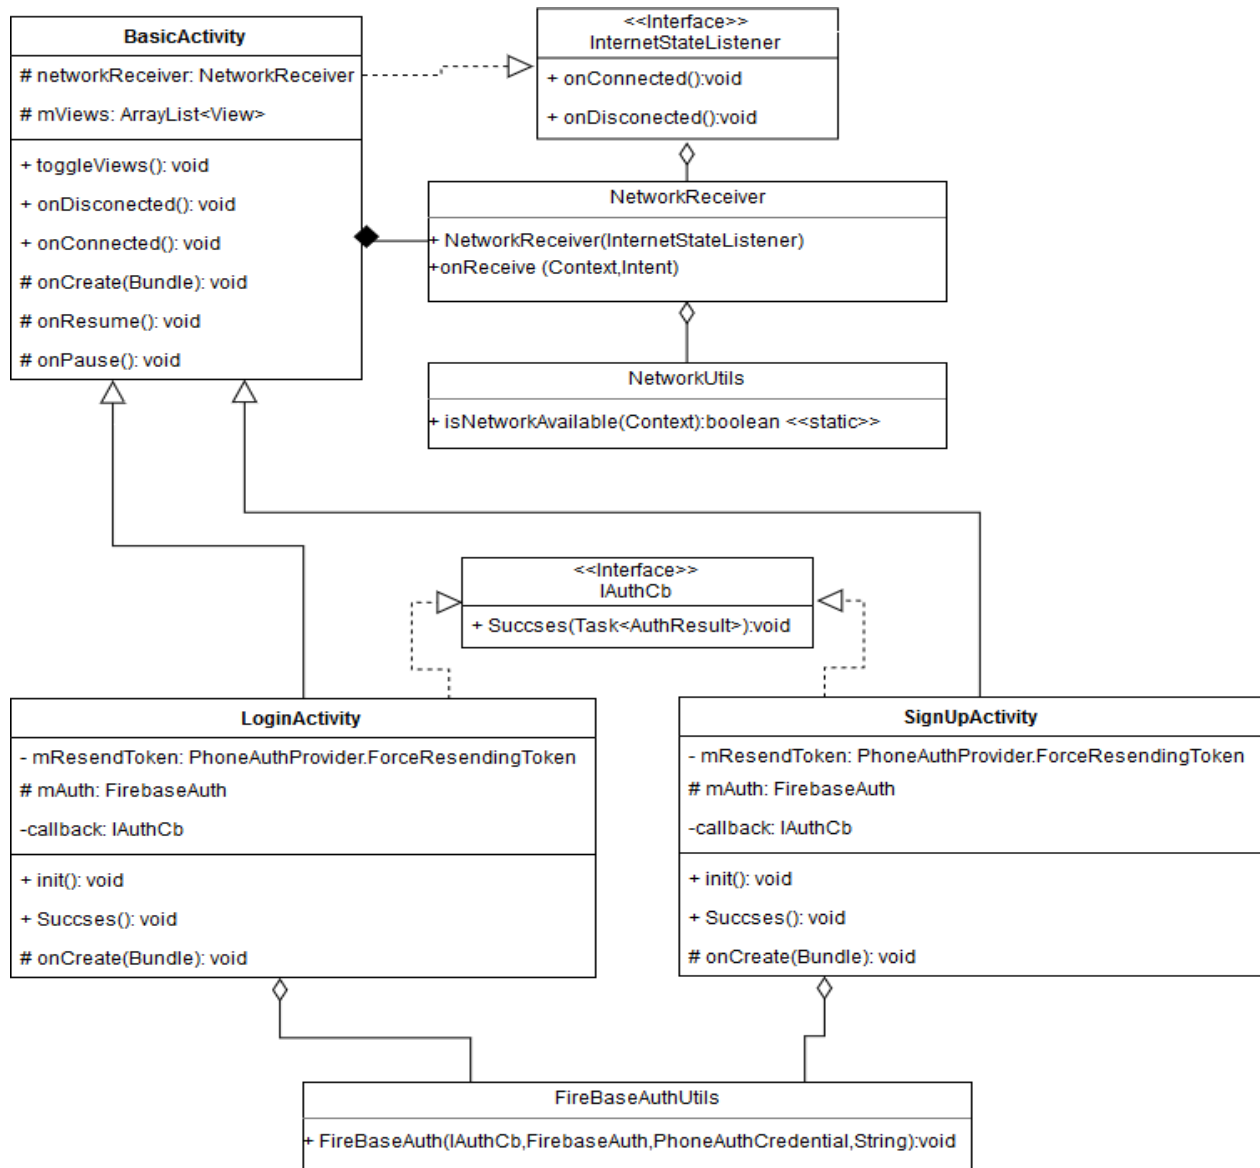 BasicActivity
# networkReceiver: NetworkReceiver
# mViews: ArrayList<View>
+ toggleViews(): void
+ onDisconected(): void
+ onConnected(): void
# onCreate(Bundle): void
# onResume(): void
# onPause(): void
<<Interface>>
InternetStateListener
+ onConnected():void
+ onDisconected():void
NetworkReceiver
+ NetworkReceiver(InternetStateListener)
+onReceive (Context,Intent)
NetworkUtils
+ isNetworkAvailable(Context):boolean <<static>>
<<Interface>>
IAuthCb
+ Succses(Task<AuthResult>):void
LoginActivity
- mResendToken: PhoneAuthProvider.ForceResendingToken
# mAuth: FirebaseAuth
-callback: IAuthCb
+ init(): void
+ Succses(): void
# onCreate(Bundle): void
SignUpActivity
- mResendToken: PhoneAuthProvider.ForceResendingToken
# mAuth: FirebaseAuth
-callback: IAuthCb
+ init(): void
+ Succses(): void
# onCreate(Bundle): void
FireBaseAuthUtils
+ FireBaseAuth(IAuthCb,FirebaseAuth,PhoneAuthCredential,String):void